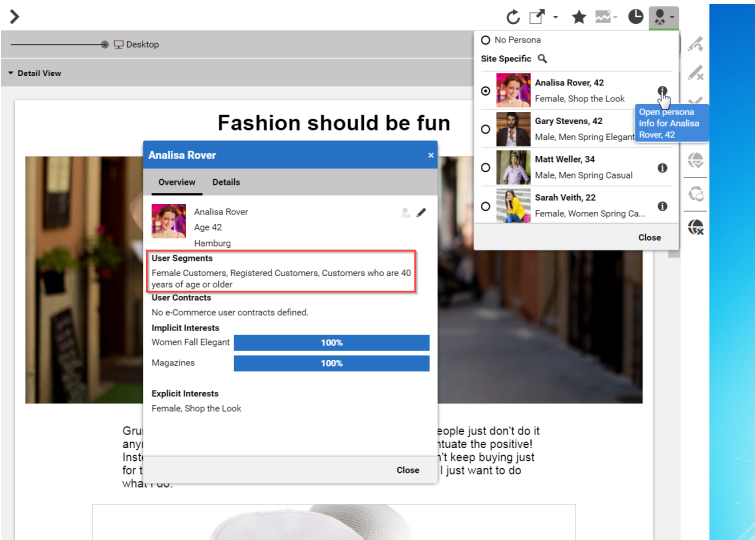 Desktop
No Persona
Site Specific
Detail View
Analisa Rover, 42
Female, Shop the Look
Open persona
info for Analisa
Rover, 42
Gary Stevens, 42
Male, Men Spring Elegant
Matt Weller, 34
Male, Men Spring Casual
Sarah Veith, 22
Female, Women Spring Ca...
Close
Fashion should be fun
Analisa Rover
×
Overview Details
Analisa Rover
Age 42
Hamburg
User Segments
Female Customers, Registered Customers, Customers who are 40
years of age or older
User Contracts
No e-Commerce user contracts defined.
Implicit Interests
Women Fall Elegant 100%
Magazines 100%
Explicit Interests
Female, Shop the Look
Close
people just don't do it
the positive!
keep buying just
for I just want to do
what I do.